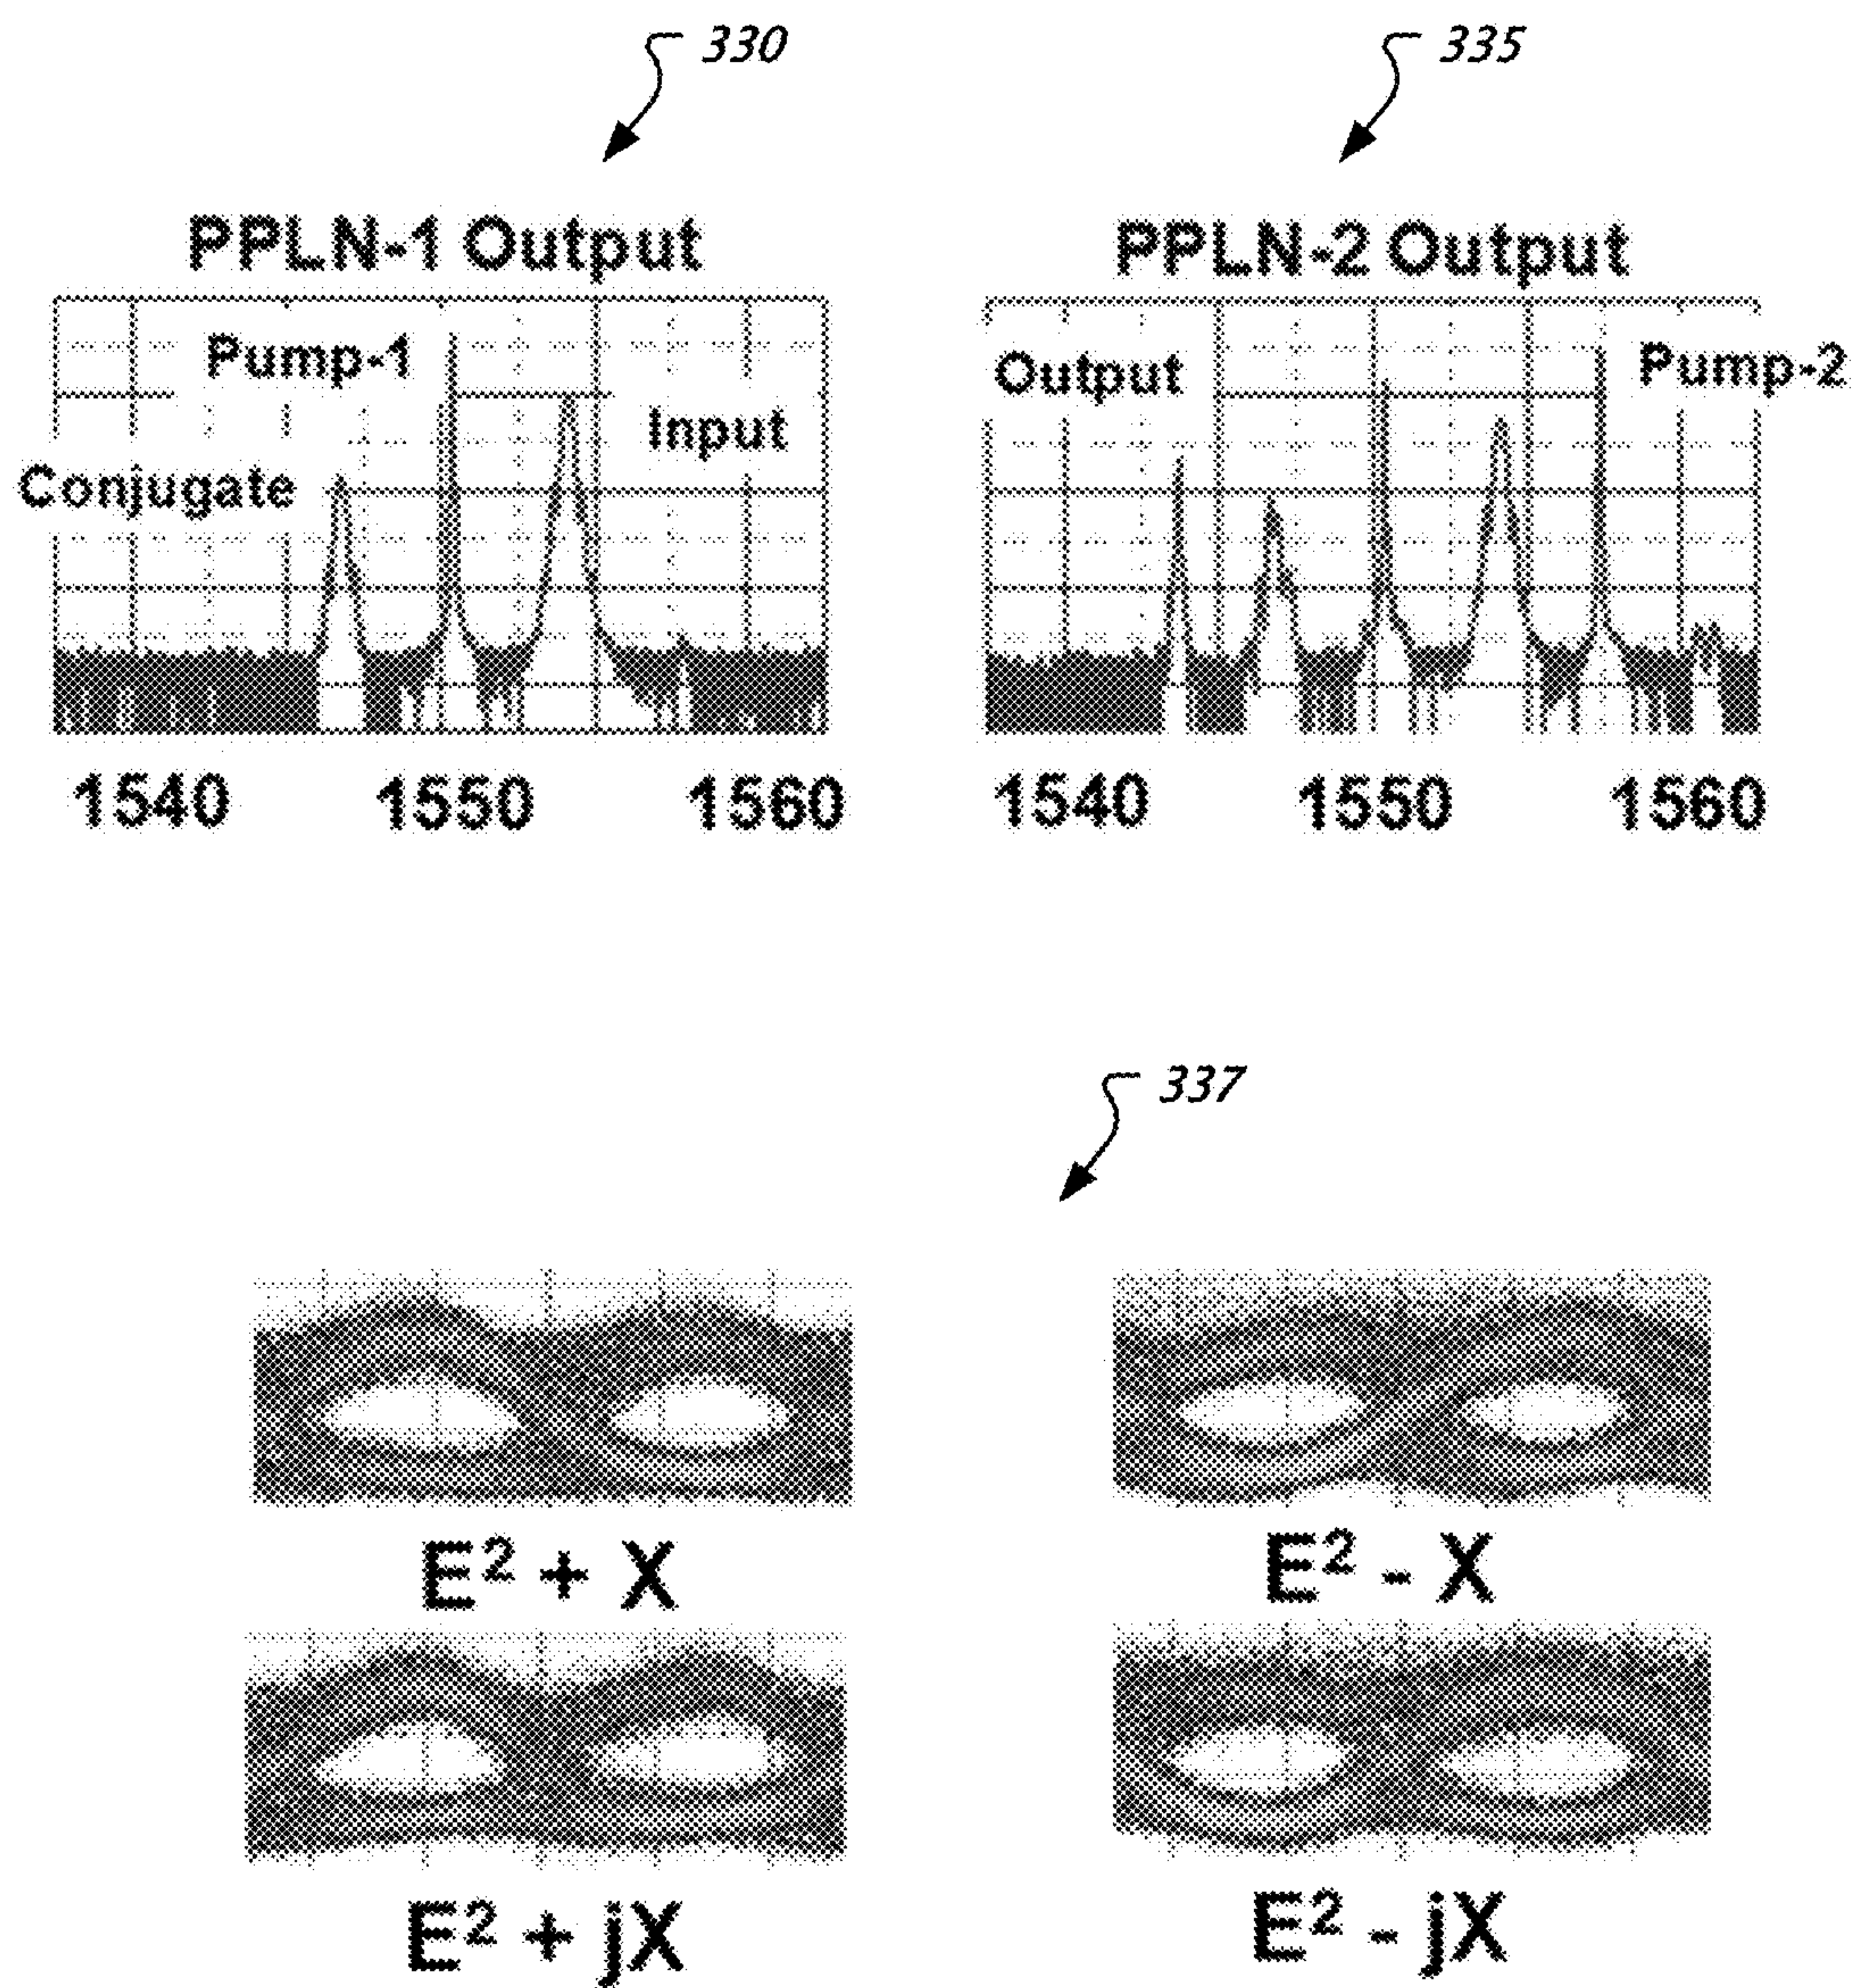 330
335
PPLN-1 Output
PPLN-2 Output
Pump-1
Input
Conjugate
Output
Pump-2
1540 1550 1560
1540 1550 1560
337
E² + X
E² - X
E² + jX
E² - jX